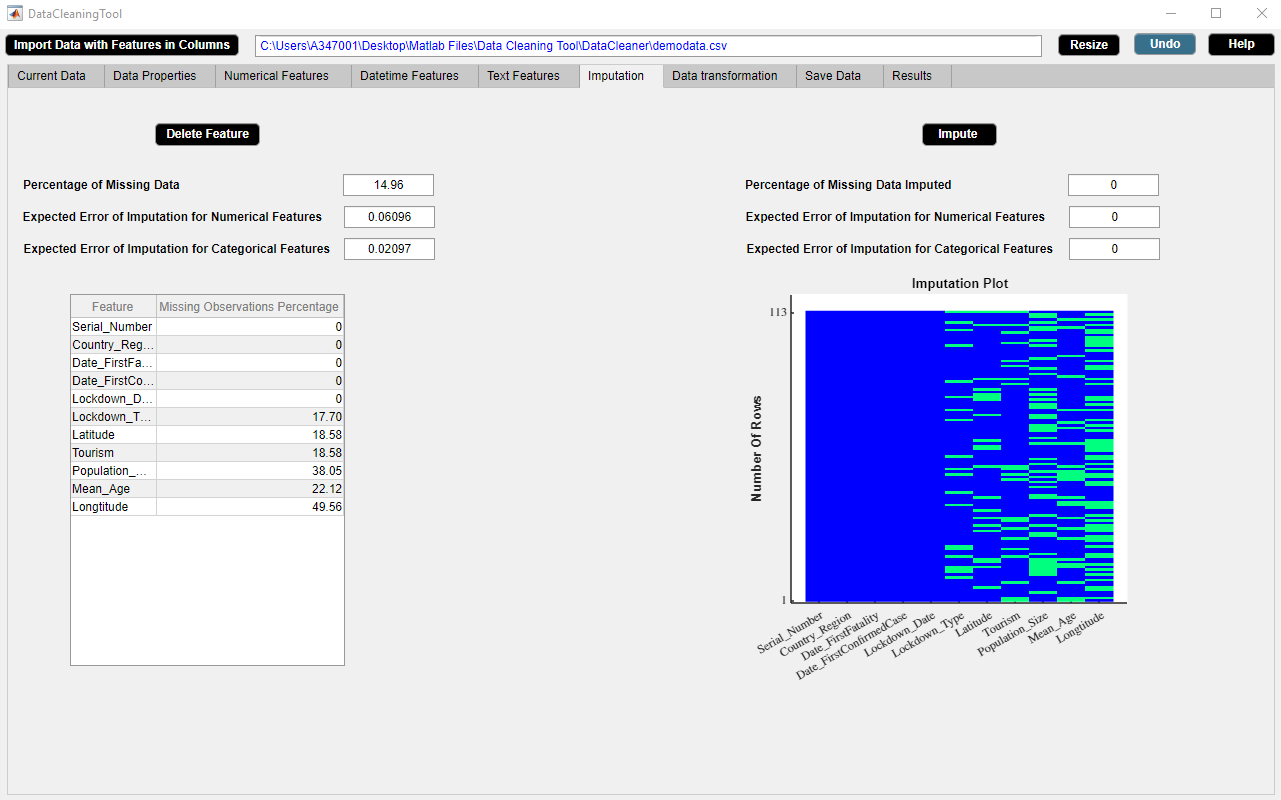 DataCleaningTool
Import Data with Features in Columns
C:\Users\A347001\Desktop\Matlab Files\Data Cleaning Tool\DataCleaner\demodata.csv
Resize
Undo
Help
Current Data
Data Properties
Numerical Features
Datetime Features
Text Features
Imputation
Data transformation
Save Data
Results
Delete Feature
Percentage of Missing Data 14.96
Expected Error of Imputation for Numerical Features 0.06096
Expected Error of Imputation for Categorical Features 0.02097
Feature Missing Observations Percentage
Serial_Number 0
Country_Reg... 0
Date_FirstFa... 0
Date_FirstCo... 0
Lockdown_D... 0
Lockdown_T... 17.70
Latitude 18.58
Tourism 18.58
Population_... 38.05
Mean_Age 22.12
Longtitude 49.56
Impute
Percentage of Missing Data Imputed 0
Expected Error of Imputation for Numerical Features 0
Expected Error of Imputation for Categorical Features 0
Imputation Plot
113
Number Of Rows
1
Serial_Number
Country_Region
Date_FirstFatality
Date_FirstConfirmedCase
Lockdown_Date
Lockdown_Type
Latitude
Tourism
Population_Size
Mean_Age
Longtitude